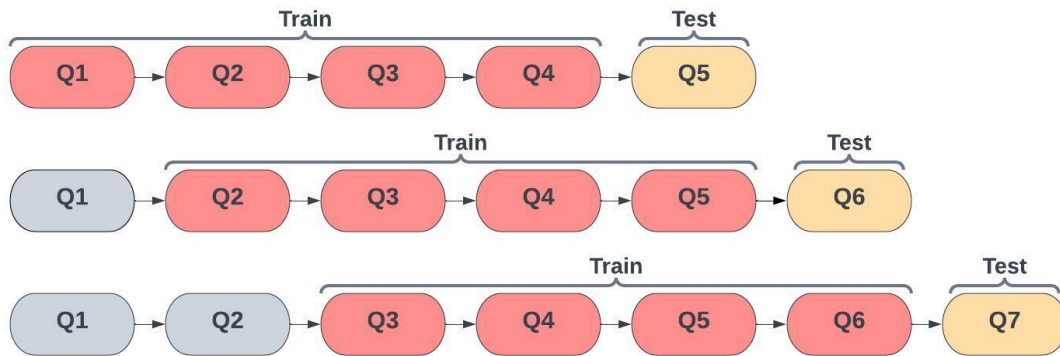 Train Test
Q1 Q2 Q3 Q4 Q5
Train Test
Q1 Q2 Q3 Q4 Q5 Q6
Train Test
Q1 Q2 Q3 Q4 Q5 Q6 Q7